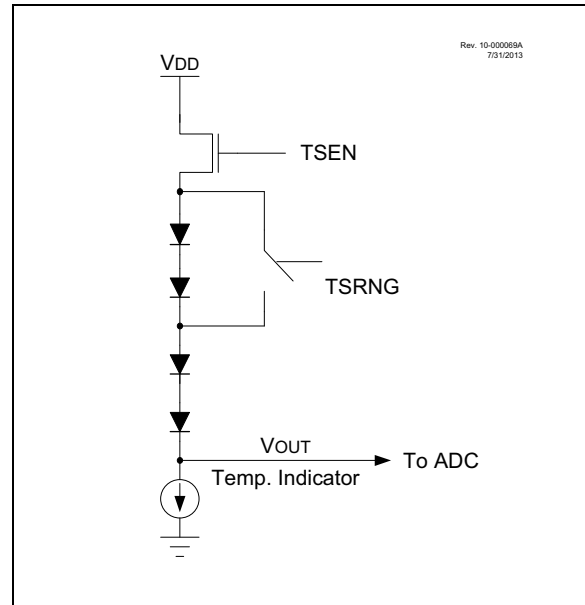 Rev. 10-000069A
7/31/2013
VDD
TSEN
TSRNG
VOUT
To ADC
Temp. Indicator